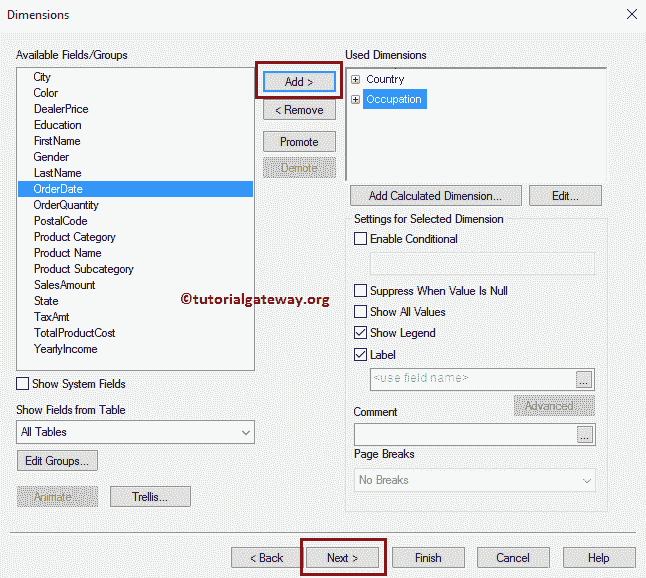 Dimensions
Available Fields/Groups
City
Color
DealerPrice
Education
FirstName
Gender
LastName
OrderDate
OrderQuantity
PostalCode
Product Category
Product Name
Product Subcategory
SalesAmount
State
TaxAmt
TotalProductCost
YearlyIncome
Show System Fields
Show Fields from Table
All Tables
Edit Groups...
Animate...
Trellis...
Add >
< Remove
Promote
Demote
©tutorialgateway.org
Used Dimensions
Country
Occupation
Add Calculated Dimension...
Edit...
Settings for Selected Dimension
Enable Conditional
Suppress When Value Is Null
Show All Values
Show Legend
Label
<use field name>
...
Advanced...
Comment
...
Page Breaks
No Breaks
< Back
Next >
Finish
Cancel
Help